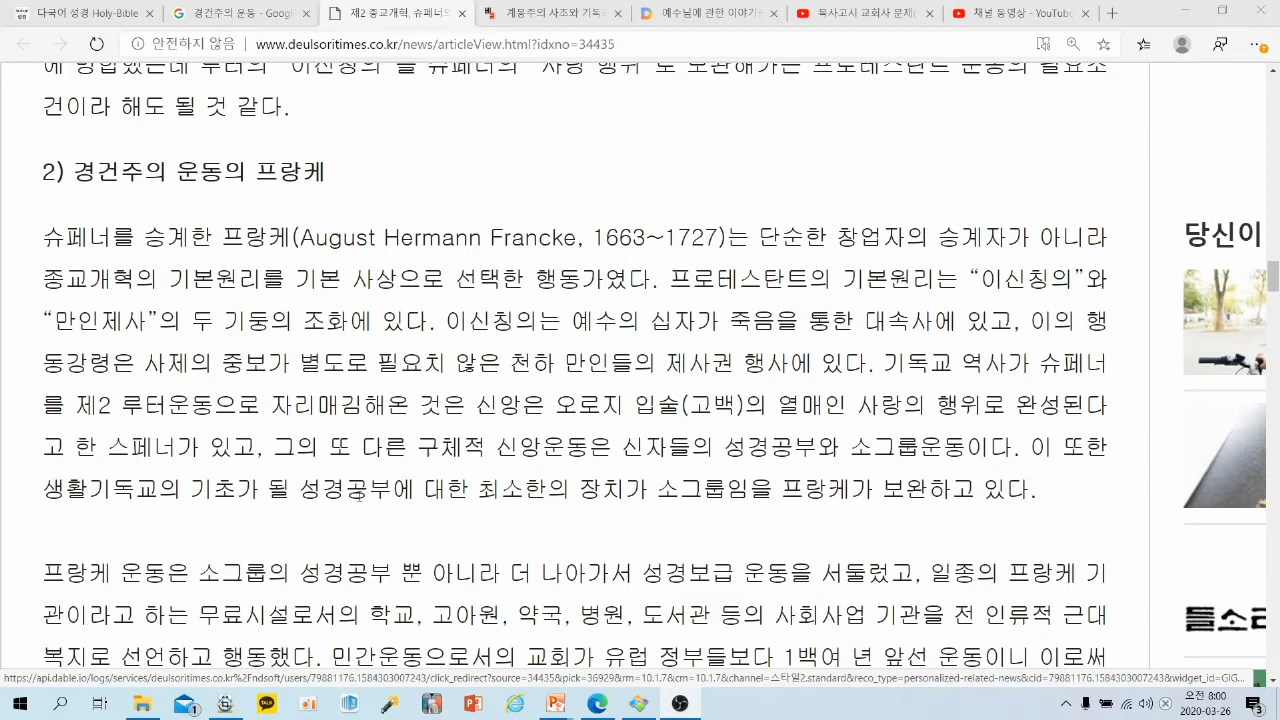 다국어 성경 Holy-Bible
경건주의 운동 - Google
제2 종교개혁, 슈페너의
계몽주의 사조와 기독교
예수님에 관한 이야기
목사고시 교회사 문제
채널 동영상 - YouTube
안전하지 않음
www.deulsoritimes.co.kr/news/articleView.html?idxno=34435
건이라 해도 될 것 같다.
2) 경건주의 운동의 프랑케
슈페너를 승계한 프랑케(August Hermann Francke, 1663~1727)는 단순한 창업자의 승계자가 아니라
종교개혁의 기본원리를 기본 사상으로 선택한 행동가였다. 프로테스탄트의 기본원리는 “이신칭의”와
“만인제사”의 두 기둥의 조화에 있다. 이신칭의는 예수의 십자가 죽음을 통한 대속사에 있고, 이의 행
동강령은 사제의 중보가 별도로 필요치 않은 천하 만인들의 제사권 행사에 있다. 기독교 역사가 슈페너
를 제2 루터운동으로 자리매김해온 것은 신앙은 오로지 입술(고백)의 열매인 사랑의 행위로 완성된다
고 한 스페너가 있고, 그의 또 다른 구체적 신앙운동은 신자들의 성경공부와 소그룹운동이다. 이 또한
생활기독교의 기초가 될 성경공부에 대한 최소한의 장치가 소그룹임을 프랑케가 보완하고 있다.
프랑케 운동은 소그룹의 성경공부 뿐 아니라 더 나아가서 성경보급 운동을 서둘렀고, 일종의 프랑케 기
관이라고 하는 무료시설로서의 학교, 고아원, 약국, 병원, 도서관 등의 사회사업 기관을 전 인류적 근대
복지로 선언하고 행동했다. 민간운동으로서의 교회가 유럽 정부들보다 1백여 년 앞선 운동이니 이로써
당신이
들소리
오전 8:00
2020-03-26